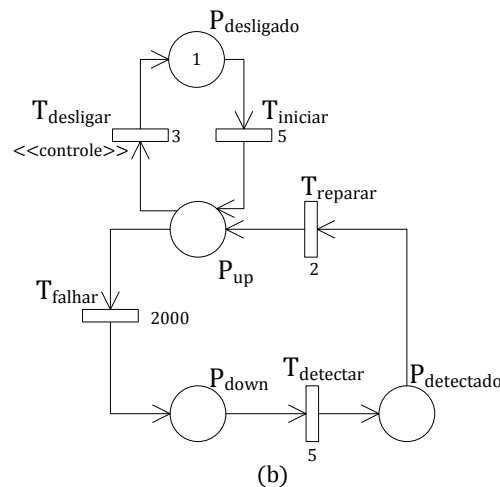 P_desligado
1
T_desligar
3
<<controle>>
T_iniciar
5
T_reparar
2
P_up
T_falhar
2000
P_down
T_detectar
5
P_detectado
(b)